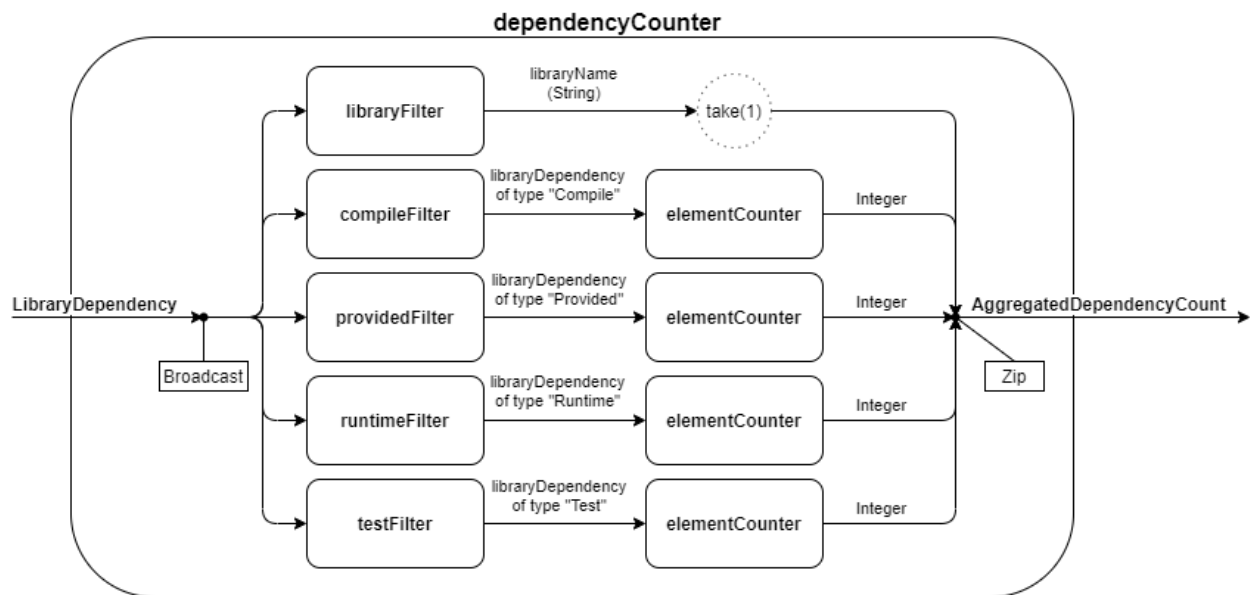 dependencyCounter
libraryName
(String)
libraryFilter
take(1)
libraryDependency
of type "Compile"
compileFilter
elementCounter
Integer
LibraryDependency
libraryDependency
of type "Provided"
providedFilter
elementCounter
Integer
AggregatedDependencyCount
Broadcast
Zip
libraryDependency
of type "Runtime"
runtimeFilter
elementCounter
Integer
libraryDependency
of type "Test"
testFilter
elementCounter
Integer